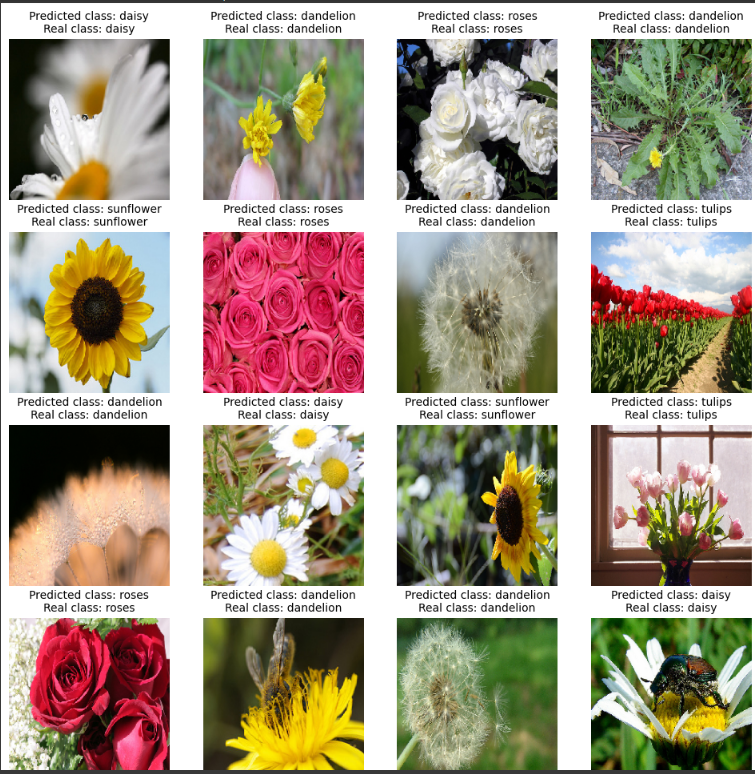 Predicted class: daisy
Real class: daisy
Predicted class: dandelion
Real class: dandelion
Predicted class: roses
Real class: roses
Predicted class: dandelion
Real class: dandelion
Predicted class: sunflower
Real class: sunflower
Predicted class: roses
Real class: roses
Predicted class: dandelion
Real class: dandelion
Predicted class: tulips
Real class: tulips
Predicted class: dandelion
Real class: dandelion
Predicted class: daisy
Real class: daisy
Predicted class: sunflower
Real class: sunflower
Predicted class: tulips
Real class: tulips
Predicted class: roses
Real class: roses
Predicted class: dandelion
Real class: dandelion
Predicted class: dandelion
Real class: dandelion
Predicted class: daisy
Real class: daisy